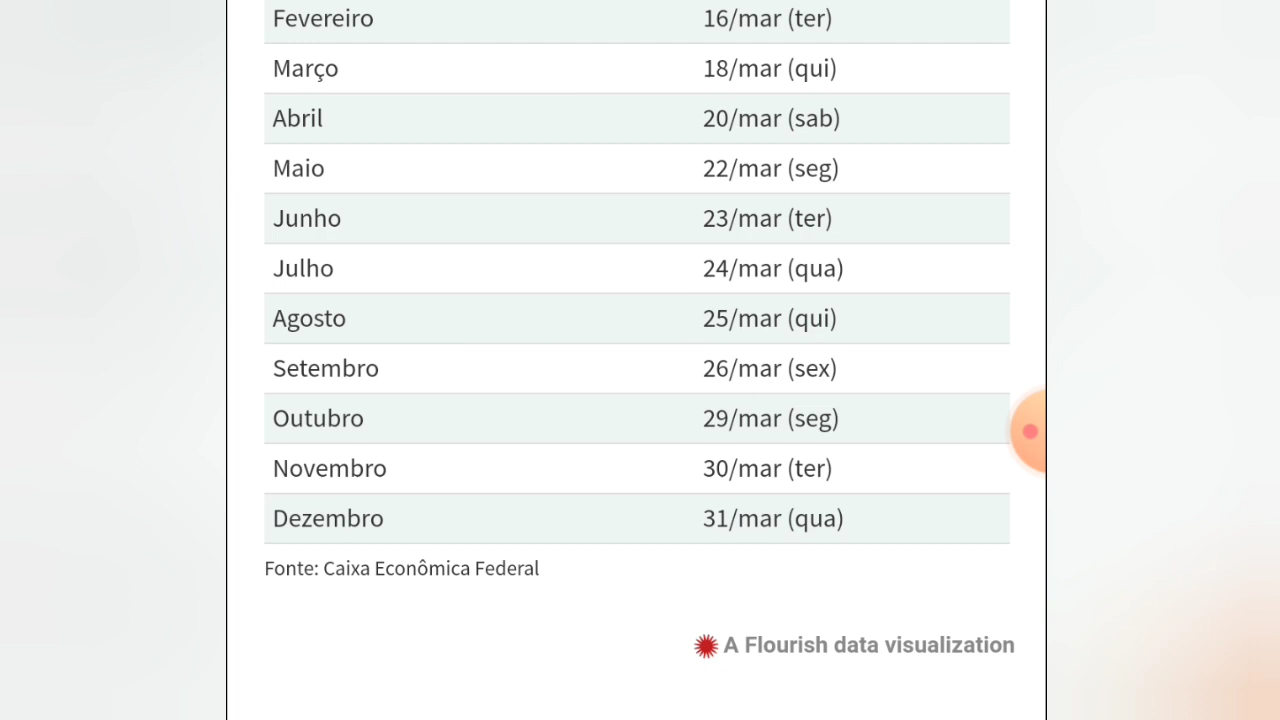 Fevereiro 16/mar (ter)
Março 18/mar (qui)
Abril 20/mar (sab)
Maio 22/mar (seg)
Junho 23/mar (ter)
Julho 24/mar (qua)
Agosto 25/mar (qui)
Setembro 26/mar (sex)
Outubro 29/mar (seg)
Novembro 30/mar (ter)
Dezembro 31/mar (qua)
Fonte: Caixa Econômica Federal
A Flourish data visualization